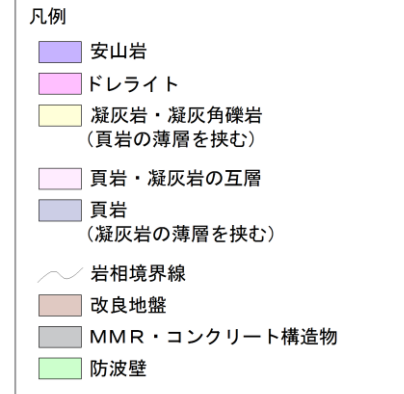 凡例
安山岩
ドレライト
凝灰岩・凝灰角礫岩
(頁岩の薄層を挟む)
頁岩・凝灰岩の互層
頁岩
(凝灰岩の薄層を挟む)
岩相境界線
改良地盤
MMR・コンクリート構造物
防波壁